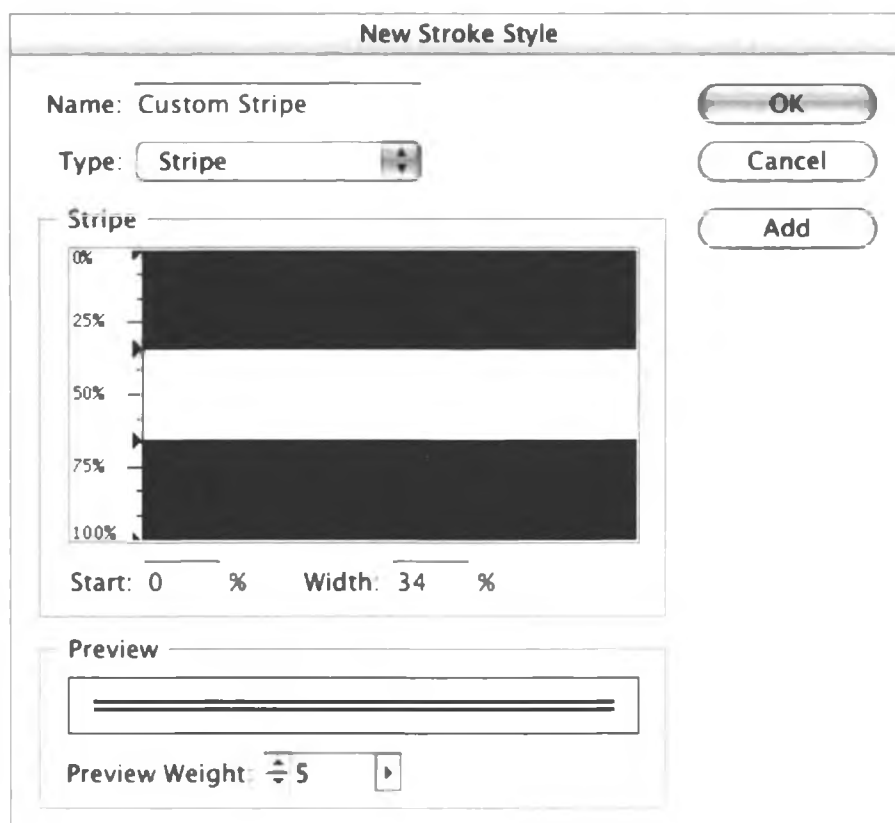 New Stroke Style
Name: Custom Stripe
OK
Type: Stripe
Cancel
Add
Stripe
0%
25%
50%
75%
100%
Start: 0 % Width: 34 %
Preview
Preview Weight: 5